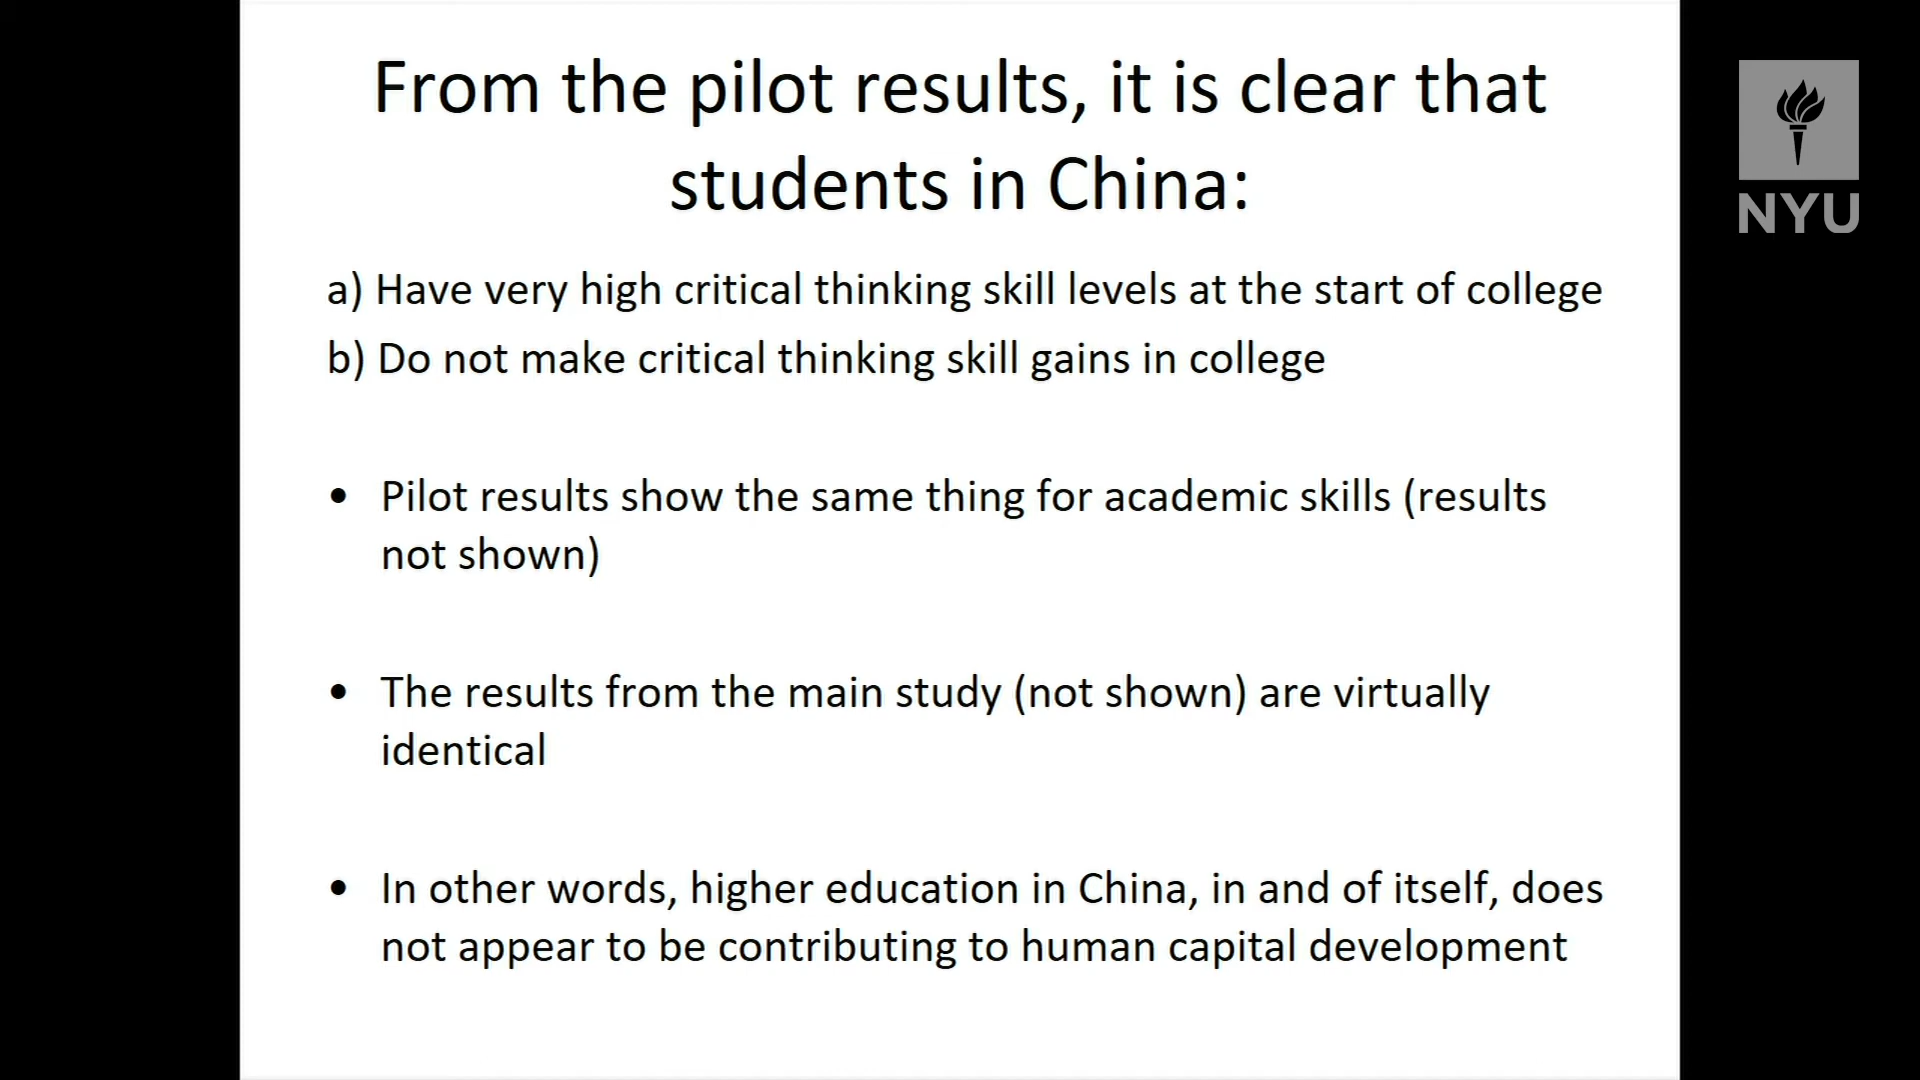 From the pilot results, it is clear that
students in China:
a) Have very high critical thinking skill levels at the start of college
b) Do not make critical thinking skill gains in college
• Pilot results show the same thing for academic skills (results
not shown)
• The results from the main study (not shown) are virtually
identical
• In other words, higher education in China, in and of itself, does
not appear to be contributing to human capital development
NYU